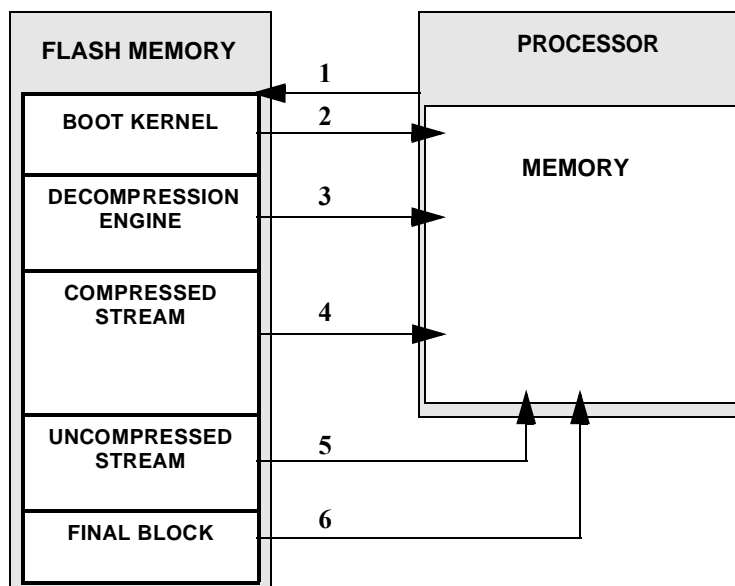 FLASH MEMORY
PROCESSOR
1
BOOT KERNEL
2
MEMORY
DECOMPRESSION
ENGINE
3
COMPRESSED
STREAM
4
UNCOMPRESSED
STREAM
5
FINAL BLOCK
6